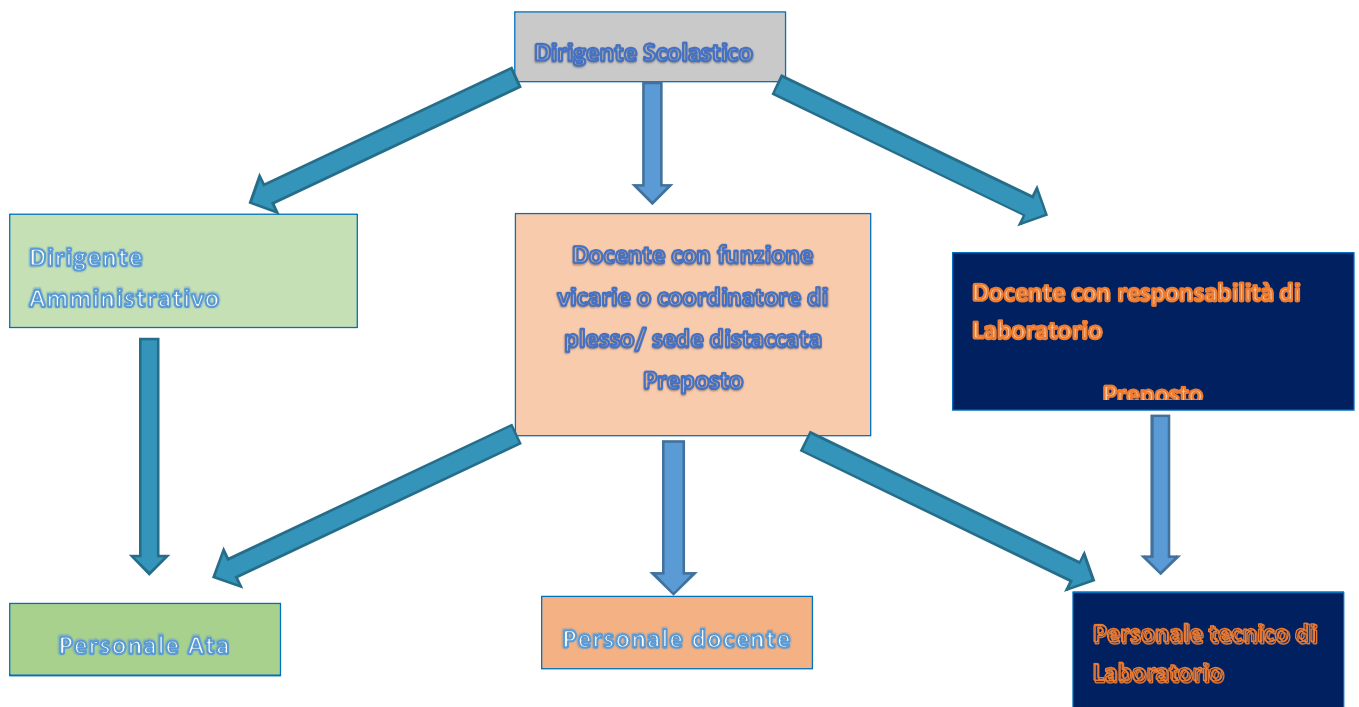 Dirigente Scolastico
Dirigente
Amministrativo
Docente con funzione
vicarie o coordinatore di
plesso/ sede distaccata
Preposto
Docente con responsabilità di
Laboratorio
Preposto
Personale Ata
Personale docente
Personale tecnico di
Laboratorio